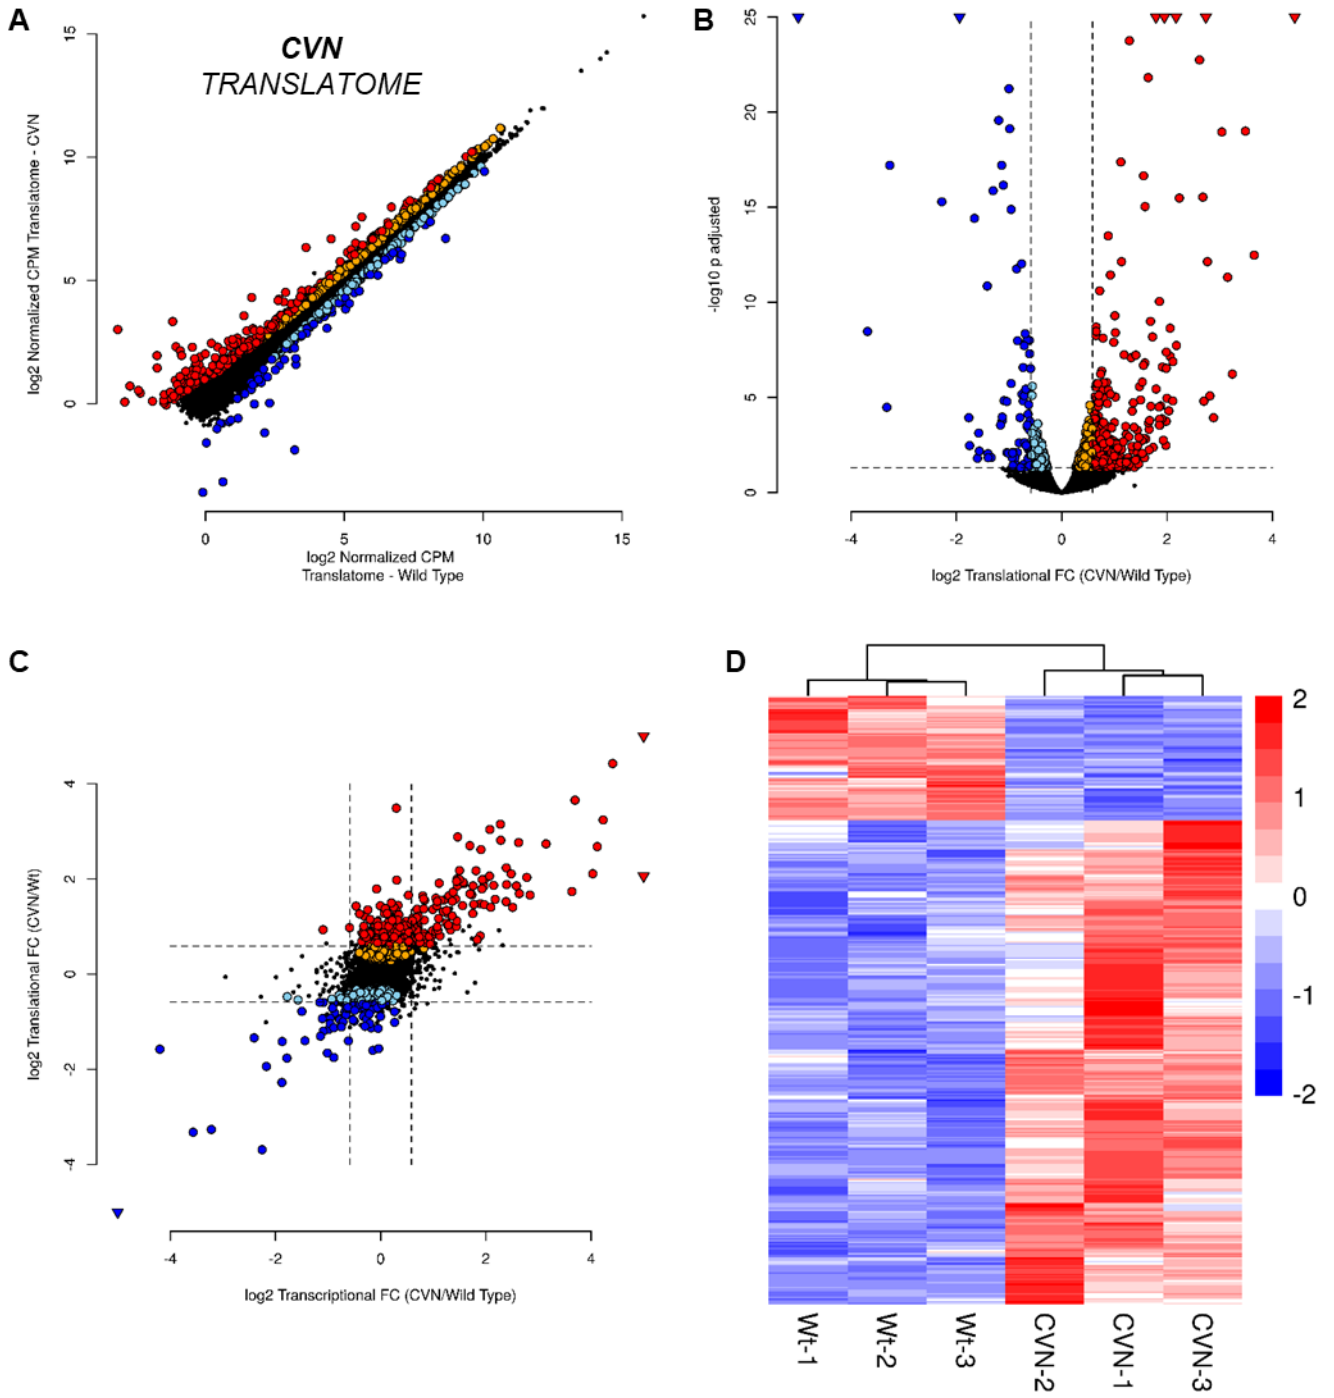 A
CVN
TRANSLATOME
log2 Normalized CPM Translatome - CVN
15
10
5
0
0
5
10
15
log2 Normalized CPM
Translatome - Wild Type
B
-log10 p adjusted
25
20
15
10
5
0
-4
-2
0
2
4
log2 Translational FC (CVN/Wild Type)
C
log2 Translational FC (CVN/Wt)
4
2
0
-2
-4
-4
-2
0
2
4
log2 Transcriptional FC (CVN/Wild Type)
D
2
1
0
-1
-2
Wt-1
Wt-2
Wt-3
CVN-2
CVN-1
CVN-3